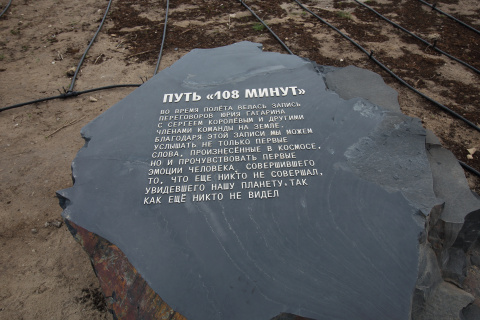 ПУТЬ «108 МИНУТ»
ВО ВРЕМЯ ПОЛЁТА ВЕЛАСЬ ЗАПИСЬ
ПЕРЕГОВОРОВ ЮРИЯ ГАГАРИНА
С СЕРГЕЕМ КОРОЛЁВЫМ И ДРУГИМИ
ЧЛЕНАМИ КОМАНДЫ НА ЗЕМЛЕ.
БЛАГОДАРЯ ЭТОЙ ЗАПИСИ МЫ МОЖЕМ
УСЛЫШАТЬ НЕ ТОЛЬКО ПЕРВЫЕ
СЛОВА, ПРОИЗНЕСЁННЫЕ В КОСМОСЕ,
НО И ПРОЧУВСТВОВАТЬ ПЕРВЫЕ
ЭМОЦИИ ЧЕЛОВЕКА, СОВЕРШИВШЕГО
ТО, ЧТО ЕЩЕ НИКТО НЕ СОВЕРШАЛ,
УВИДЕВШЕГО НАШУ ПЛАНЕТУ, ТАК
КАК ЕЩЁ НИКТО НЕ ВИДЕЛ